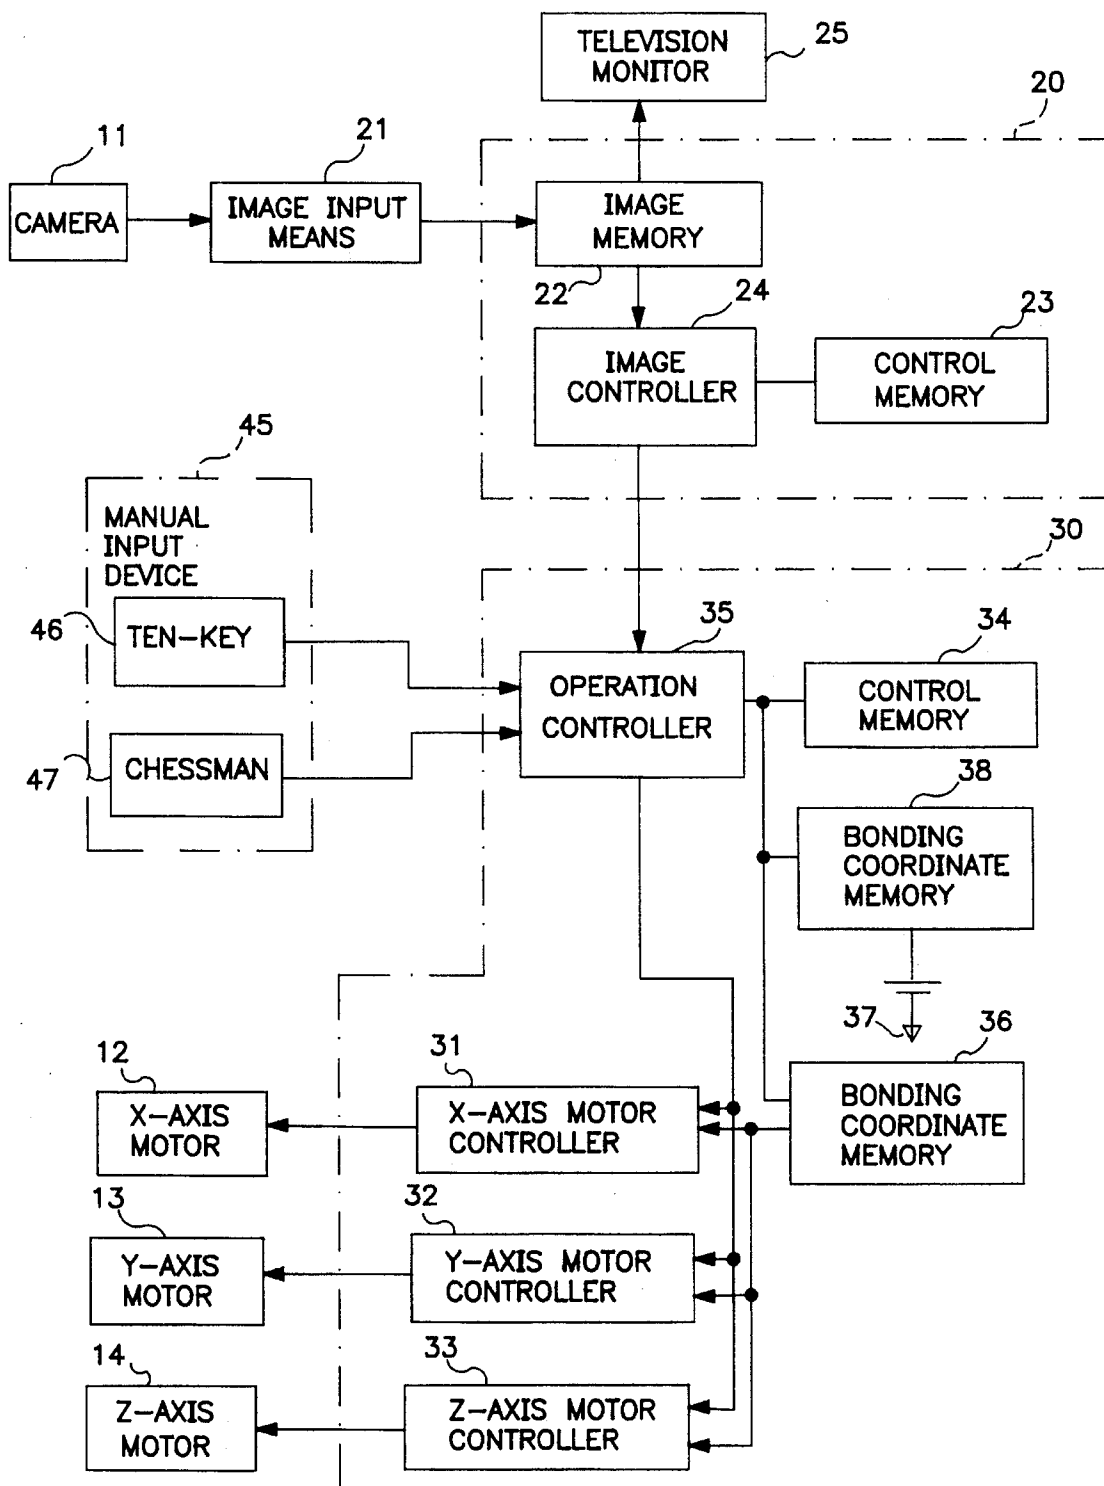 TELEVISION
MONITOR
25
20
11
21
CAMERA
IMAGE INPUT
MEANS
IMAGE
MEMORY
22
24
23
IMAGE
CONTROLLER
CONTROL
MEMORY
45
MANUAL
INPUT
DEVICE
30
46
TEN-KEY
35
34
OPERATION
CONTROLLER
CONTROL
MEMORY
47
CHESSMAN
38
BONDING
COORDINATE
MEMORY
37
36
12
31
X-AXIS
MOTOR
X-AXIS MOTOR
CONTROLLER
BONDING
COORDINATE
MEMORY
13
32
Y-AXIS
MOTOR
Y-AXIS MOTOR
CONTROLLER
14
33
Z-AXIS
MOTOR
Z-AXIS MOTOR
CONTROLLER